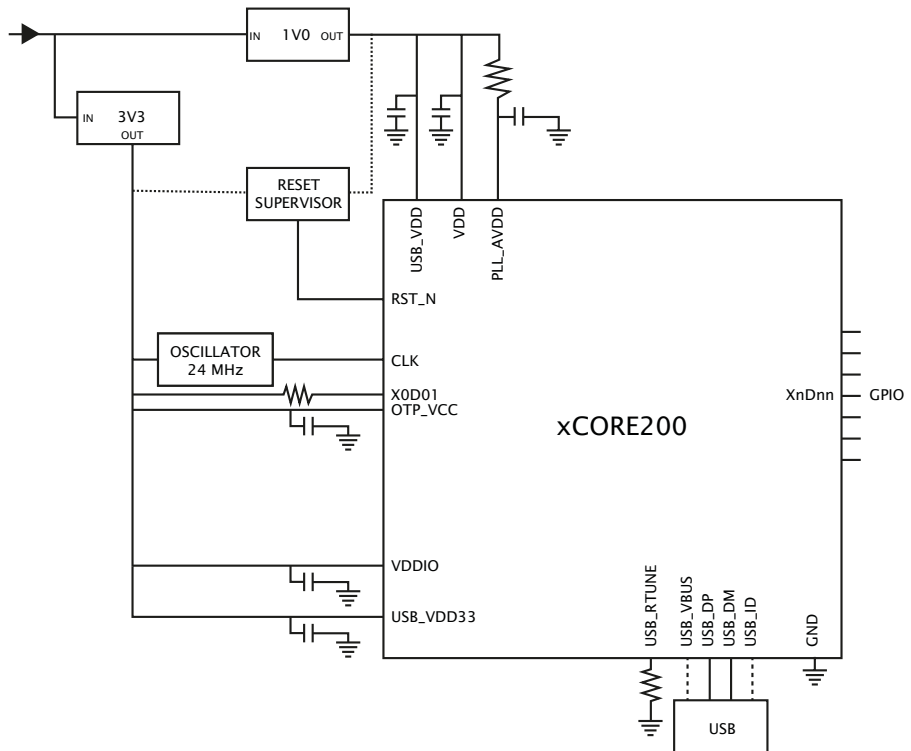 IN 1V0 OUT
IN 3V3
OUT
RESET
SUPERVISOR
USB_VDD
VDD
PLL_AVDD
RST_N
OSCILLATOR
24 MHz
CLK
X0D01
OTP_VCC
XnDnn
GPIO
xCORE200
VDDIO
USB_VDD33
USB_RTUNE
USB_VBUS
USB_DP
USB_DM
USB_ID
GND
USB